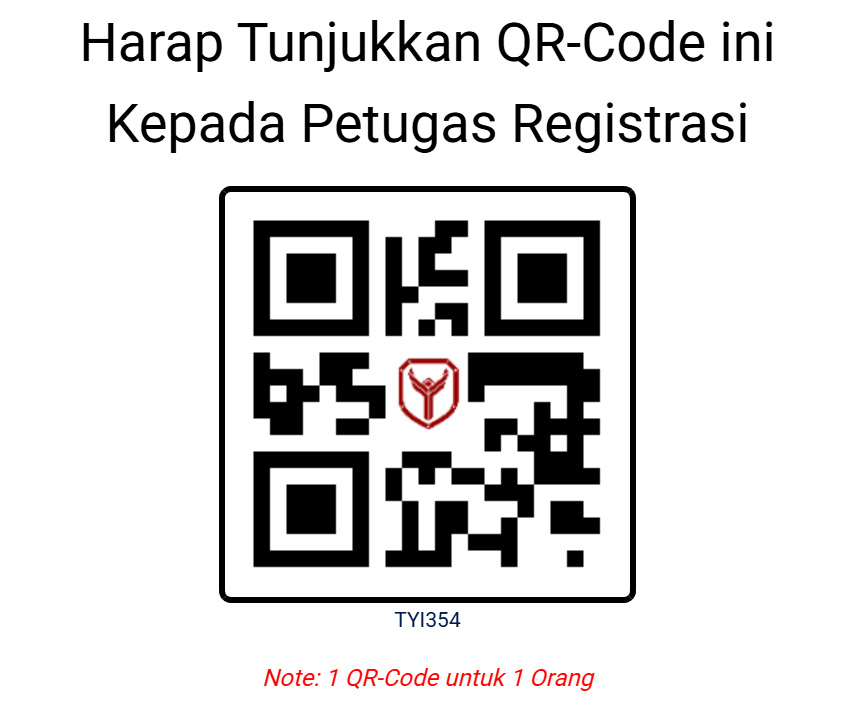 Harap Tunjukkan QR-Code ini
Kepada Petugas Registrasi
TYI354
Note: 1 QR-Code untuk 1 Orang